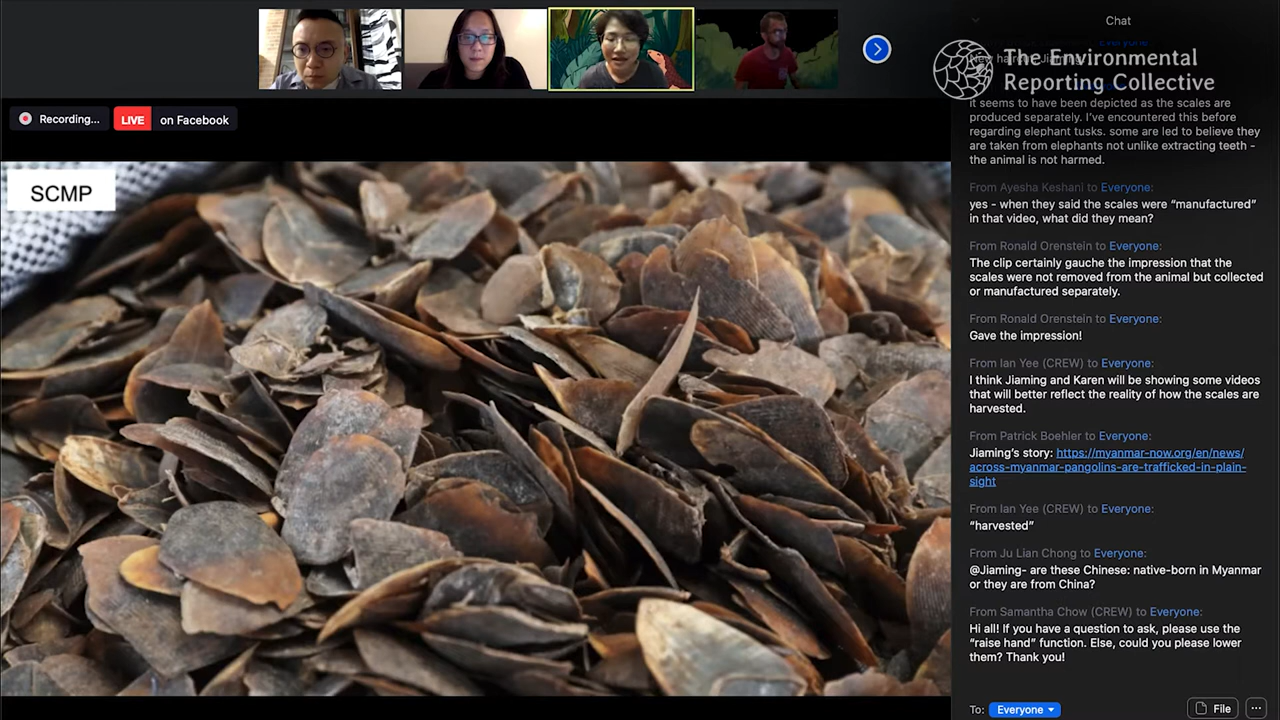 Chat
The Environmental
Reporting Collective
Recording...
LIVE
on Facebook
SCMP
Everyone
it seems to have been depicted as the scales are
produced separately. I've encountered this before
regarding elephant tusks. some are led to believe they
are taken from elephants not unlike extracting teeth -
the animal is not harmed.
From Ayesha Keshani to Everyone:
yes - when they said the scales were "manufactured"
in that video, what did they mean?
From Ronald Orenstein to Everyone:
The clip certainly gauche the impression that the
scales were not removed from the animal but collected
or manufactured separately.
From Ronald Orenstein to Everyone:
Gave the impression!
From Ian Yee (CREW) to Everyone:
I think Jiaming and Karen will be showing some videos
that will better reflect the reality of how the scales are
harvested.
From Patrick Boehler to Everyone:
Jiaming's story: https://myanmar-now.org/en/news/
across-myanmar-pangolins-are-trafficked-in-plain-
sight
From Ian Yee (CREW) to Everyone:
"harvested"
From Ju Lian Chong to Everyone:
@Jiaming- are these Chinese: native-born in Myanmar
or they are from China?
From Samantha Chow (CREW) to Everyone:
Hi all! If you have a question to ask, please use the
"raise hand" function. Else, could you please lower
them? Thank you!
To: Everyone
File